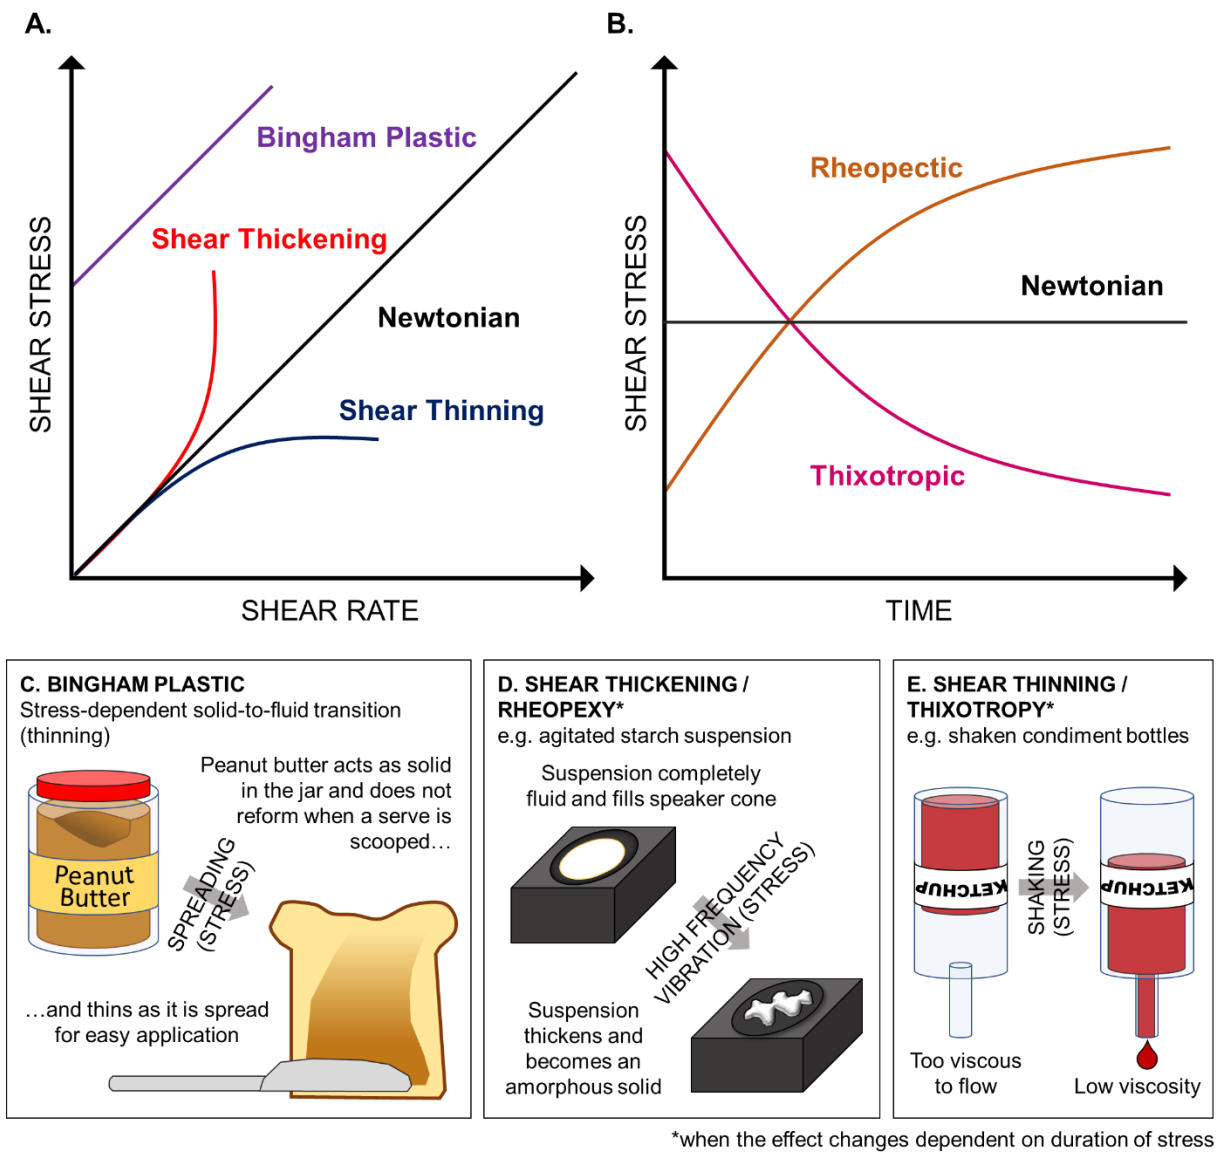 A.
SHEAR STRESS
Bingham Plastic
Shear Thickening
Newtonian
Shear Thinning
SHEAR RATE
B.
SHEAR STRESS
Rheopectic
Newtonian
Thixotropic
TIME
C. BINGHAM PLASTIC
Stress-dependent solid-to-fluid transition
(thinning)
Peanut butter acts as solid
in the jar and does not
reform when a serve is
scooped…
Peanut
Butter
SPREADING
(STRESS)
…and thins as it is spread
for easy application
D. SHEAR THICKENING /
RHEOPEXY*
e.g. agitated starch suspension
Suspension completely
fluid and fills speaker cone
HIGH FREQUENCY
VIBRATION (STRESS)
Suspension
thickens and
becomes an
amorphous solid
E. SHEAR THINNING /
THIXOTROPY*
e.g. shaken condiment bottles
KETCHUP
SHAKING
(STRESS)
KETCHUP
Too viscous
to flow
Low viscosity
*when the effect changes dependent on duration of stress